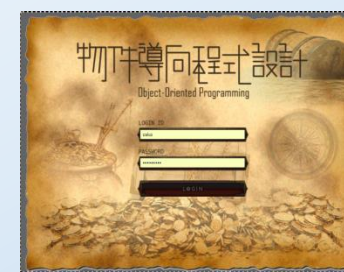 物件導向程式設計
Object-Oriented Programming
LOGIN ID
PASSWORD
LOGIN